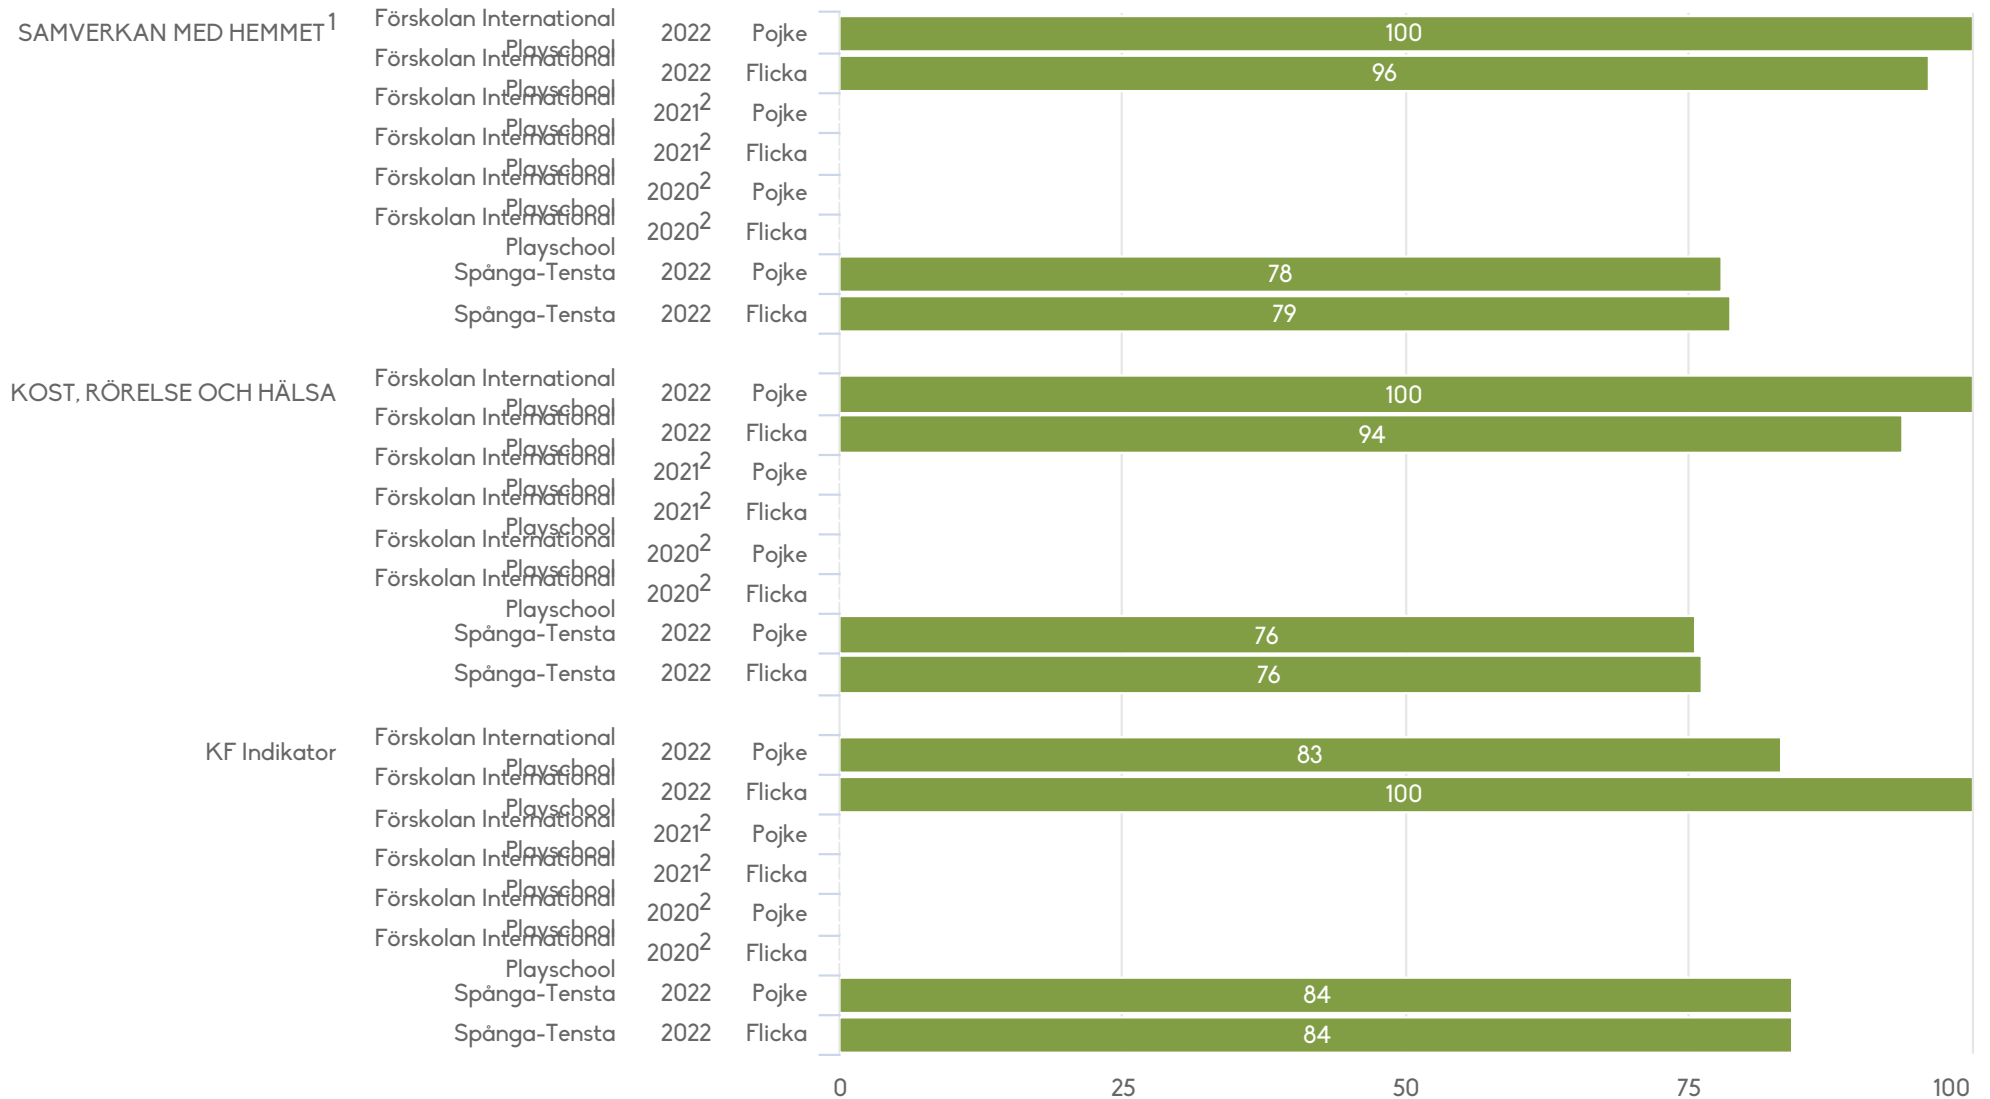 SAMVERKAN MED HEMMET1 Förskolan International Playschool 2022 Pojke 100
Förskolan International Playschool 2022 Flicka 96
Förskolan International Playschool 20212 Pojke
Förskolan International Playschool 20212 Flicka
Förskolan International Playschool 20202 Pojke
Förskolan International Playschool 20202 Flicka
Spånga-Tensta 2022 Pojke 78
Spånga-Tensta 2022 Flicka 79
KOST, RÖRELSE OCH HÄLSA Förskolan International Playschool 2022 Pojke 100
Förskolan International Playschool 2022 Flicka 94
Förskolan International Playschool 20212 Pojke
Förskolan International Playschool 20212 Flicka
Förskolan International Playschool 20202 Pojke
Förskolan International Playschool 20202 Flicka
Spånga-Tensta 2022 Pojke 76
Spånga-Tensta 2022 Flicka 76
KF Indikator Förskolan International Playschool 2022 Pojke 83
Förskolan International Playschool 2022 Flicka 100
Förskolan International Playschool 20212 Pojke
Förskolan International Playschool 20212 Flicka
Förskolan International Playschool 20202 Pojke
Förskolan International Playschool 20202 Flicka
Spånga-Tensta 2022 Pojke 84
Spånga-Tensta 2022 Flicka 84
0 25 50 75 100